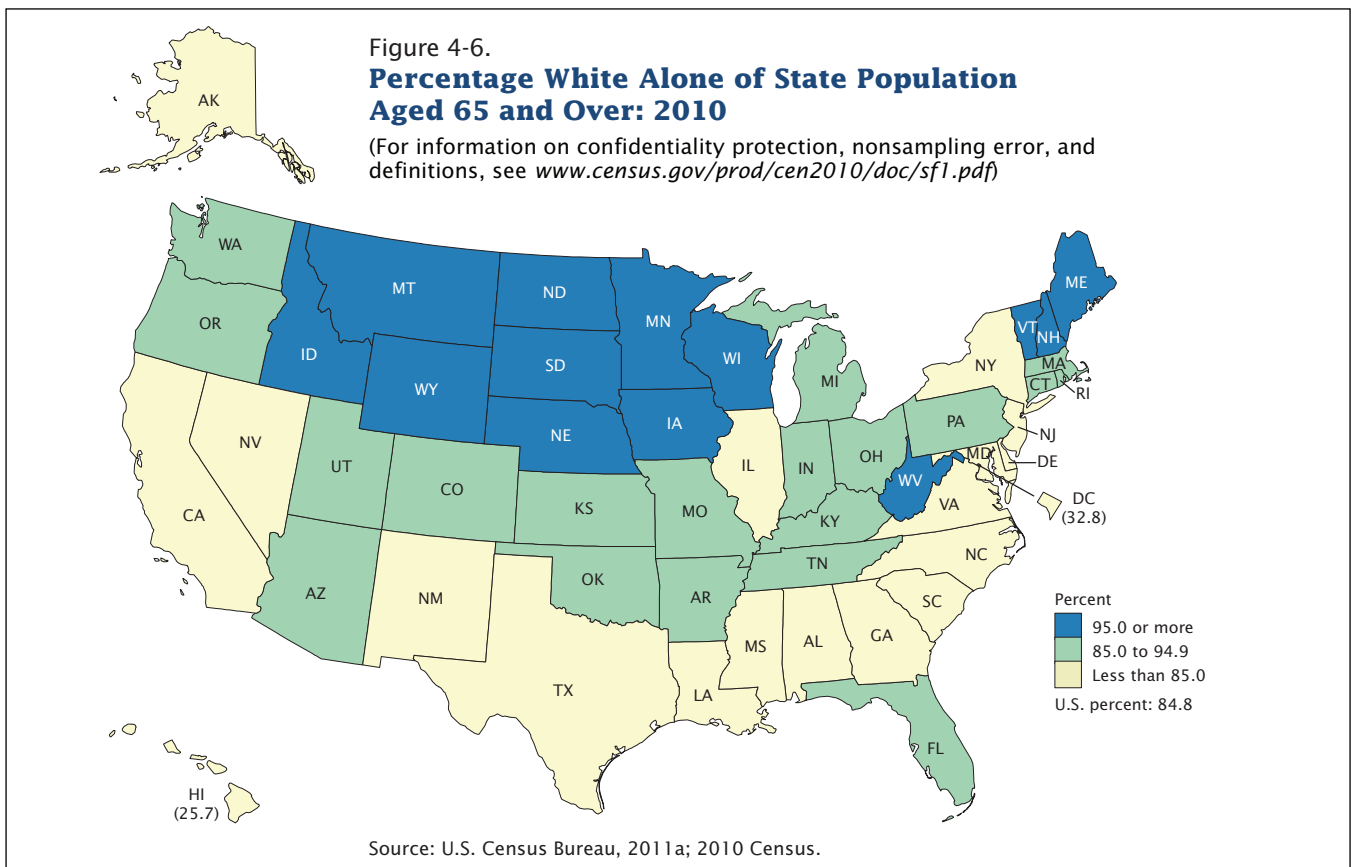 Figure 4-6.
Percentage White Alone of State Population
Aged 65 and Over: 2010
(For information on confidentiality protection, nonsampling error, and
definitions, see www.census.gov/prod/cen2010/doc/sf1.pdf)
AK
WA
MT
ND
MN
ME
OR
ID
SD
WI
VT
NH
WY
MI
NY
MA
CT
RI
NE
IA
PA
NV
UT
CO
IL
IN
OH
NJ
MD
DE
WV
KS
MO
KY
VA
DC
(32.8)
CA
AZ
NM
OK
AR
TN
NC
SC
MS
AL
GA
TX
LA
FL
HI
(25.7)
Percent
95.0 or more
85.0 to 94.9
Less than 85.0
U.S. percent: 84.8
Source: U.S. Census Bureau, 2011a; 2010 Census.